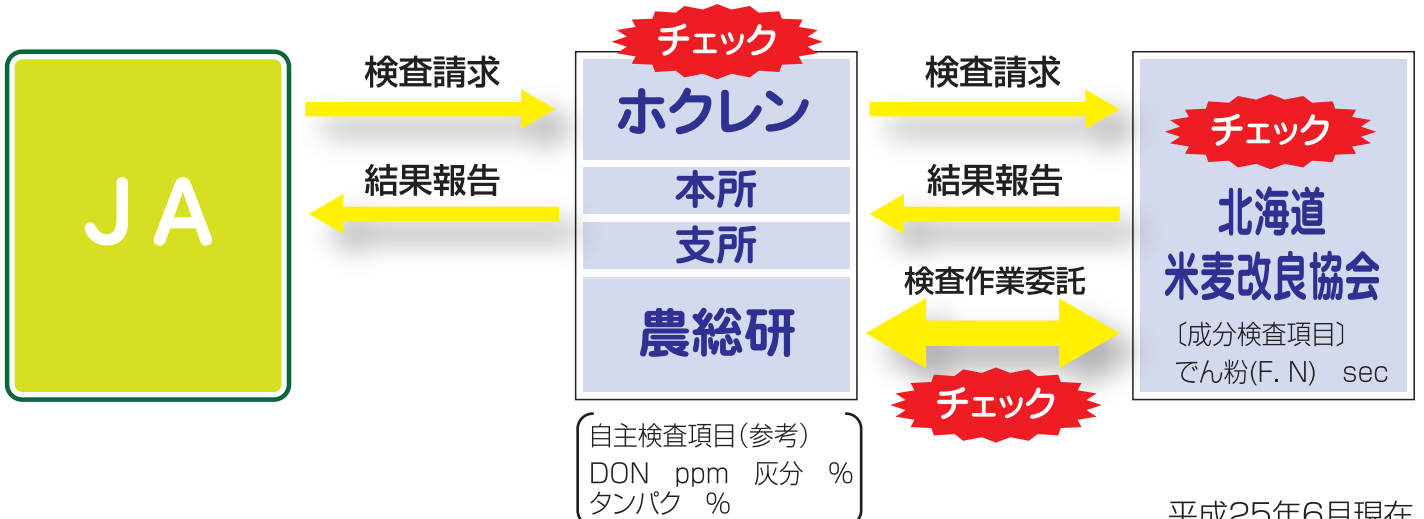 JA
検査請求
結果報告
チェック
ホクレン
本所
支所
農総研
自主検査項目(参考)
DON ppm 灰分 %
タンパク %
検査請求
結果報告
検査作業委託
チェック
チェック
北海道
米麦改良協会
〔成分検査項目〕
でん粉(F. N) sec
平成25年6月現在